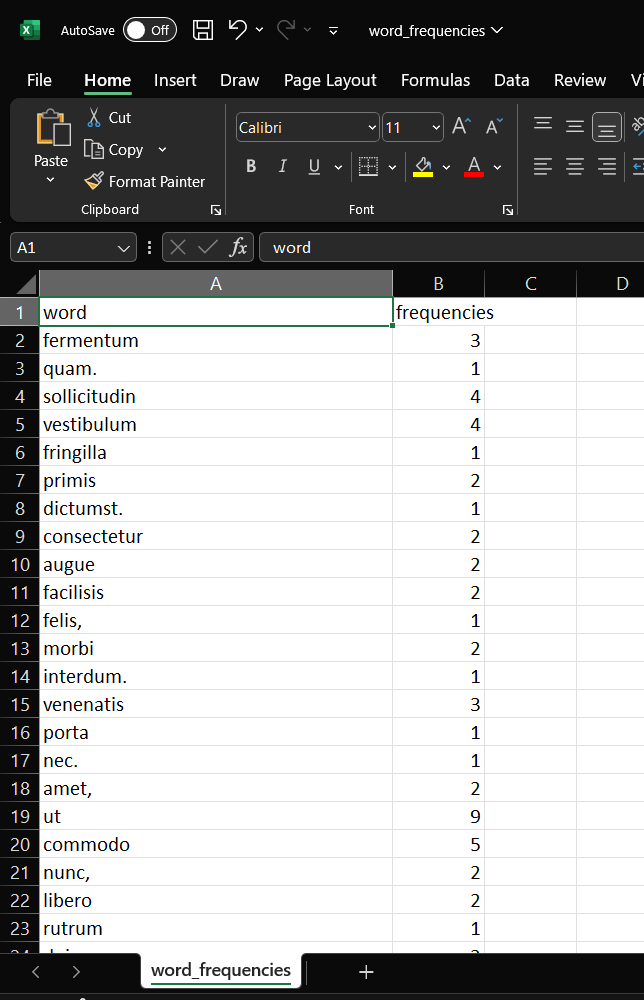 AutoSave Off word_frequencies
File Home Insert Draw Page Layout Formulas Data Review
Paste Cut Copy Format Painter
Calibri 11 A A
B I U A
Clipboard Font
A1 fx word
A B C D
1 word frequencies
2 fermentum 3
3 quam. 1
4 sollicitudin 4
5 vestibulum 4
6 fringilla 1
7 primis 2
8 dictumst. 1
9 consectetur 2
10 augue 2
11 facilisis 2
12 felis, 1
13 morbi 2
14 interdum. 1
15 venenatis 3
16 porta 1
17 nec. 1
18 amet, 2
19 ut 9
20 commodo 5
21 nunc, 2
22 libero 2
23 rutrum 1
word_frequencies